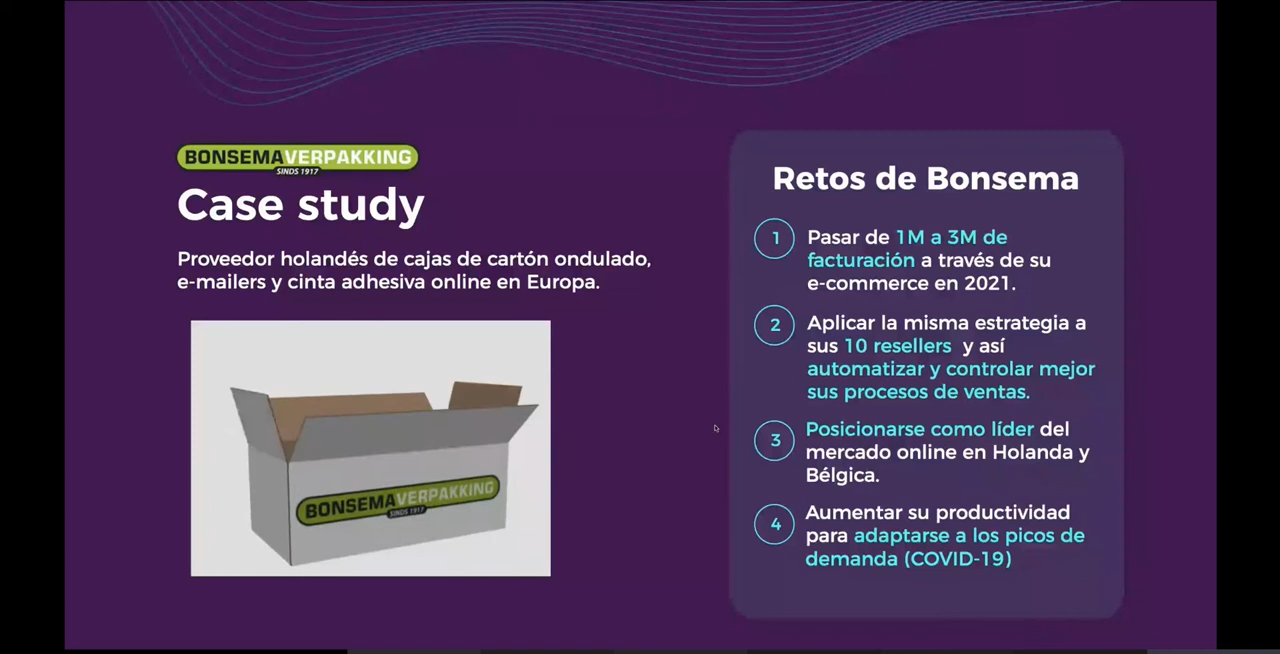 BONSEMAVERPAKKING
SINDS 1917
Case study
Proveedor holandés de cajas de cartón ondulado,
e-mailers y cinta adhesiva online en Europa.
BONSEMAVERPAKKING
SINDS 1917
Retos de Bonsema
1
Pasar de 1M a 3M de
facturación a través de su
e-commerce en 2021.
2
Aplicar la misma estrategia a
sus 10 resellers y así
automatizar y controlar mejor
sus procesos de ventas.
3
Posicionarse como líder del
mercado online en Holanda y
Bélgica.
4
Aumentar su productividad
para adaptarse a los picos de
demanda (COVID-19)